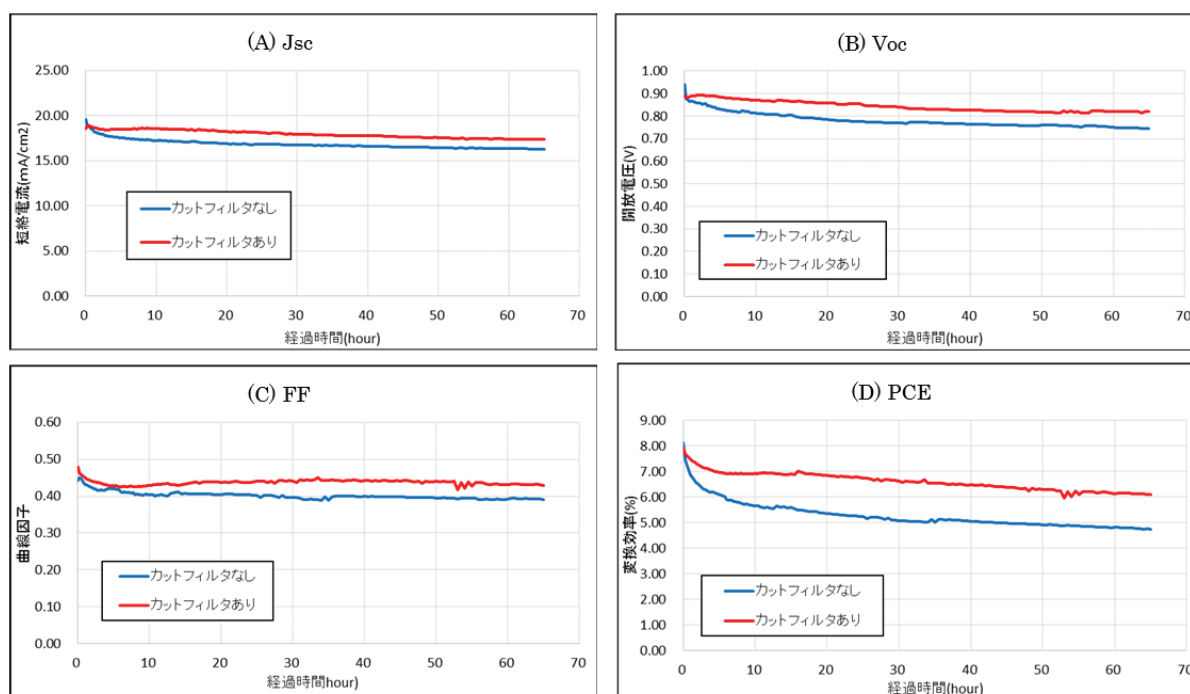 (A) Jsc
25.00
20.00
15.00
10.00
5.00
0.00
短絡電流(mA/cm2)
カットフィルタなし
カットフィルタあり
0 10 20 30 40 50 60 70
経過時間(hour)
(B) Voc
1.00
0.90
0.80
0.70
0.60
0.50
0.40
0.30
0.20
0.10
0.00
開放電圧(V)
カットフィルタなし
カットフィルタあり
0 10 20 30 40 50 60 70
経過時間(hour)
(C) FF
0.60
0.50
0.40
0.30
0.20
0.10
0.00
曲線因子
カットフィルタなし
カットフィルタあり
0 10 20 30 40 50 60 70
経過時間hour)
(D) PCE
9.00
8.00
7.00
6.00
5.00
4.00
3.00
2.00
1.00
0.00
変換効率(%)
カットフィルタなし
カットフィルタあり
0 10 20 30 40 50 60 70
経過時間(hour)